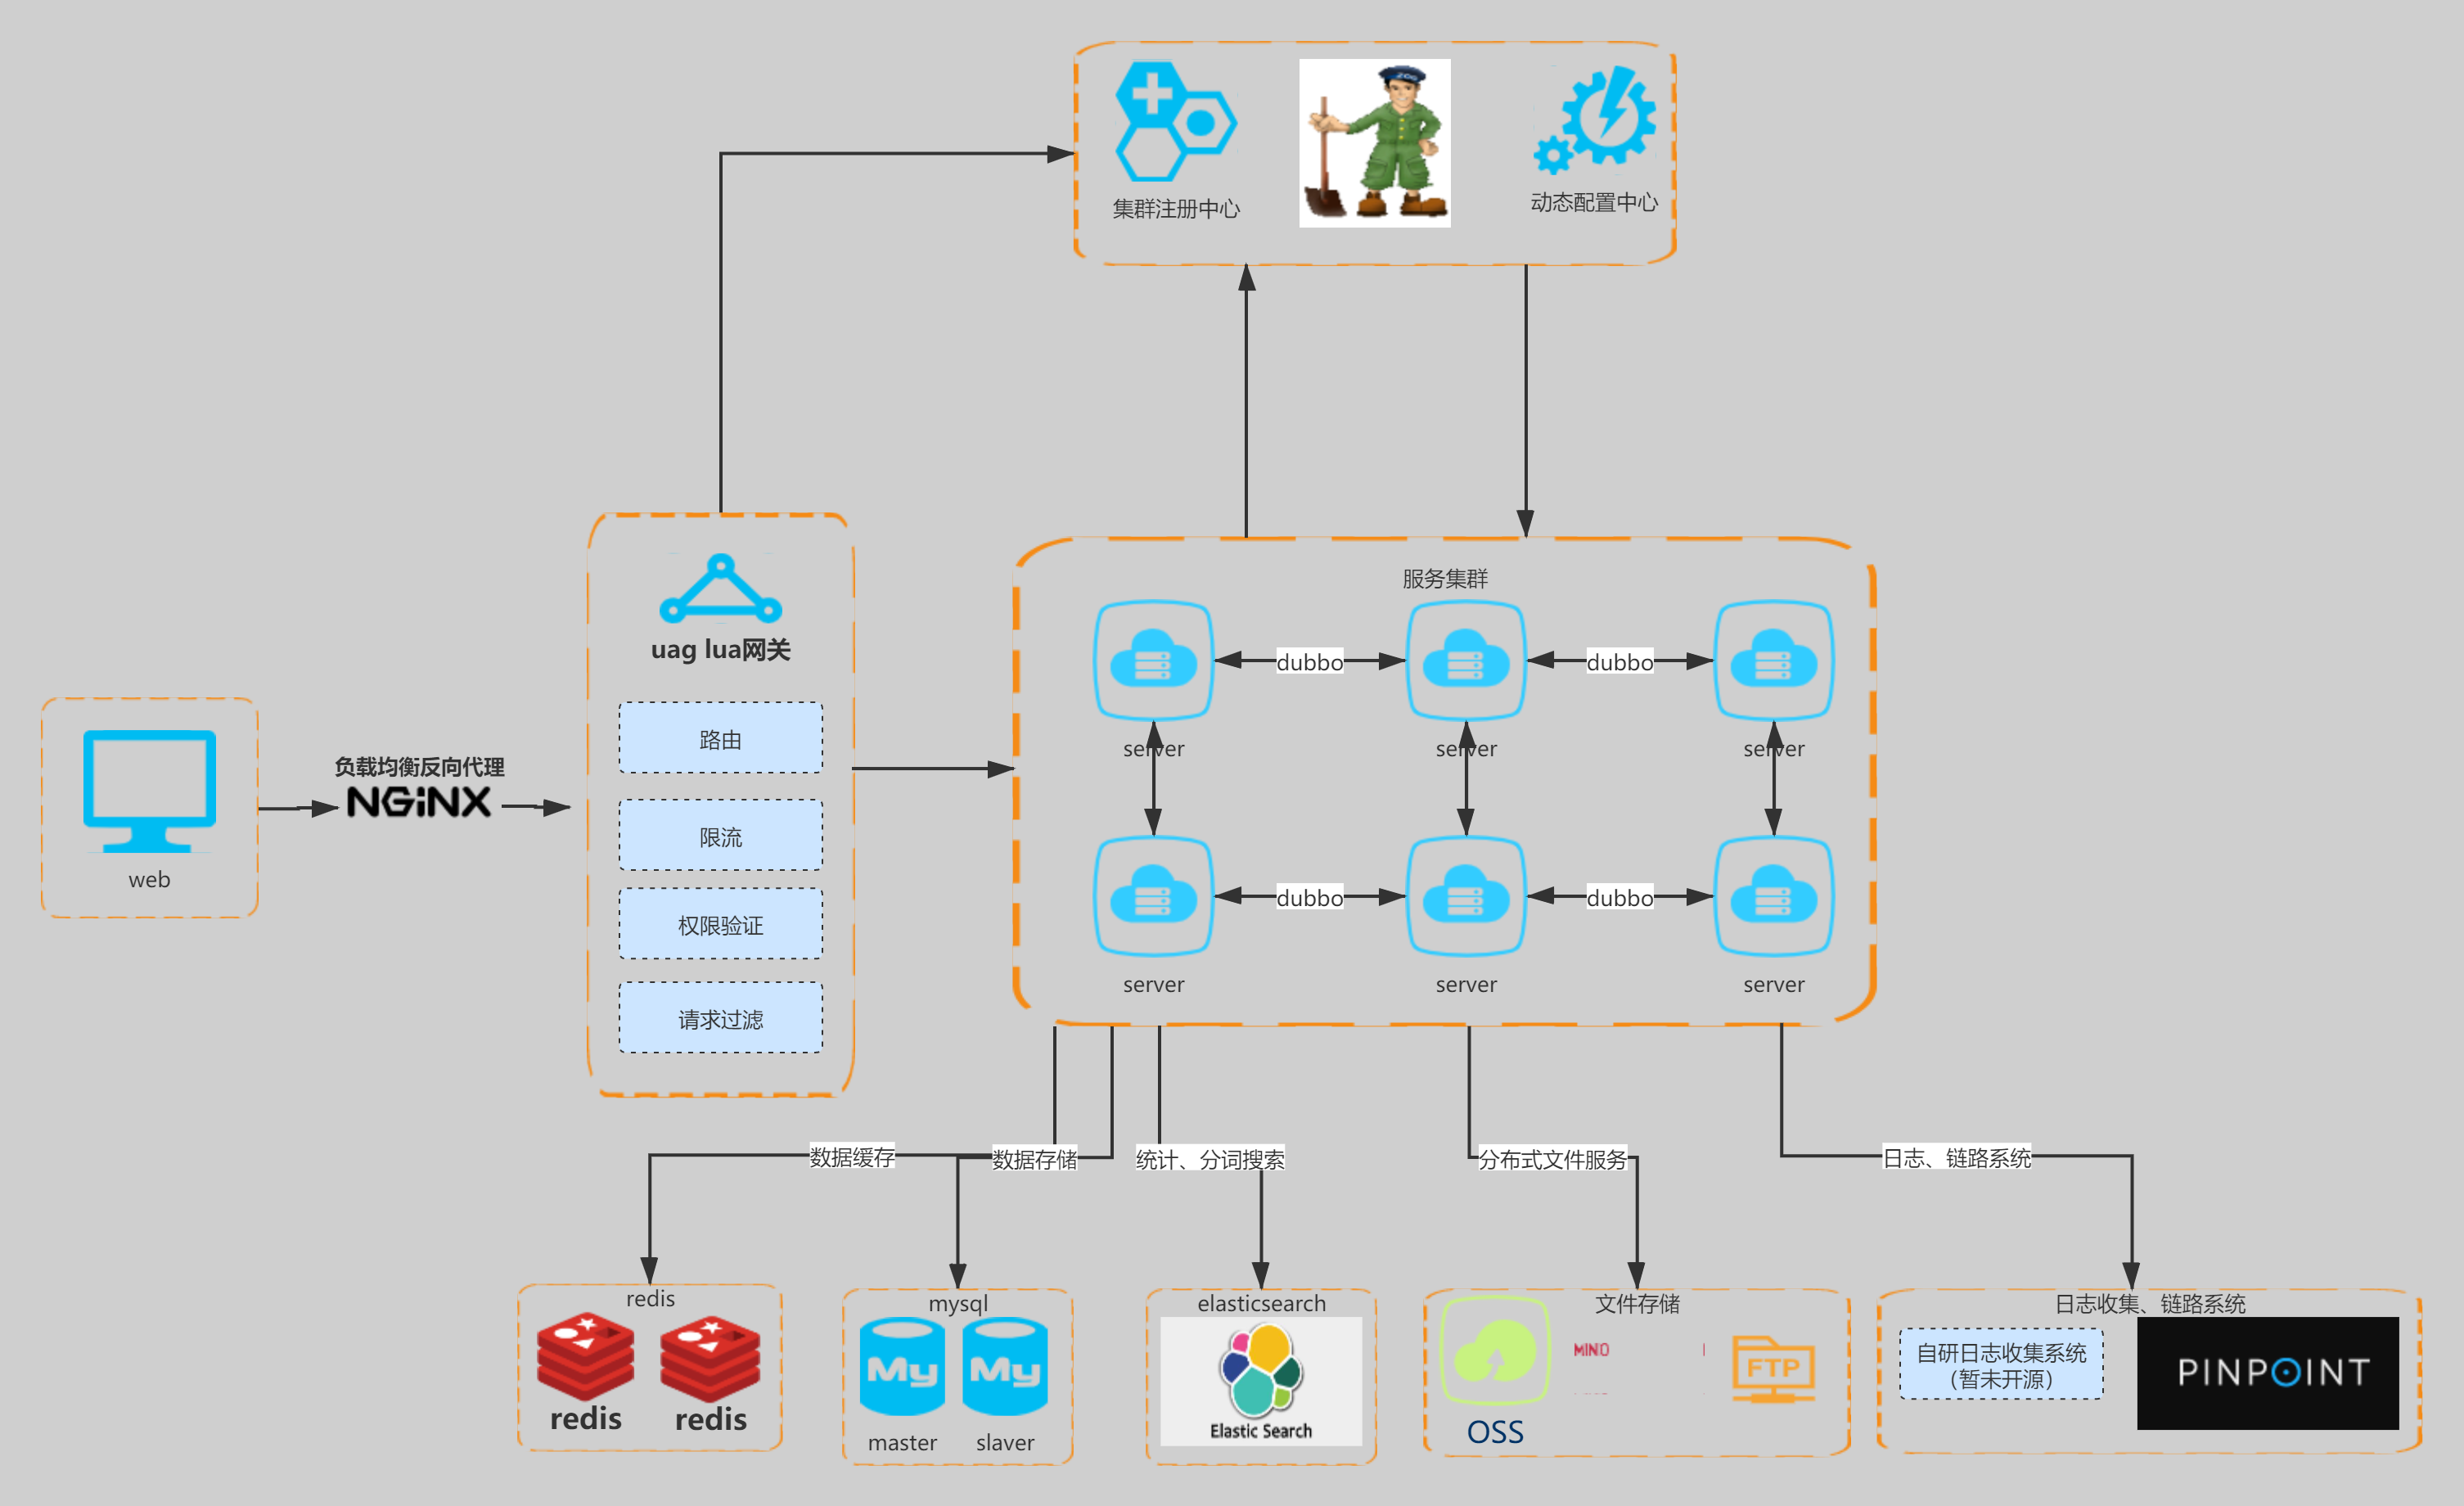 ZOO
集群注册中心
动态配置中心
uag lua网关
路由
限流
权限验证
请求过滤
web
负载均衡反向代理
NGiNX
服务集群
dubbo
dubbo
server
server
server
dubbo
dubbo
server
server
server
数据缓存
数据存储
统计、分词搜索
分布式文件服务
日志、链路系统
redis
redis
redis
mysql
My
My
master
slaver
elasticsearch
Elastic Search
文件存储
OSS
MINO
FTP
日志收集、链路系统
自研日志收集系统
（暂未开源）
PINPOINT